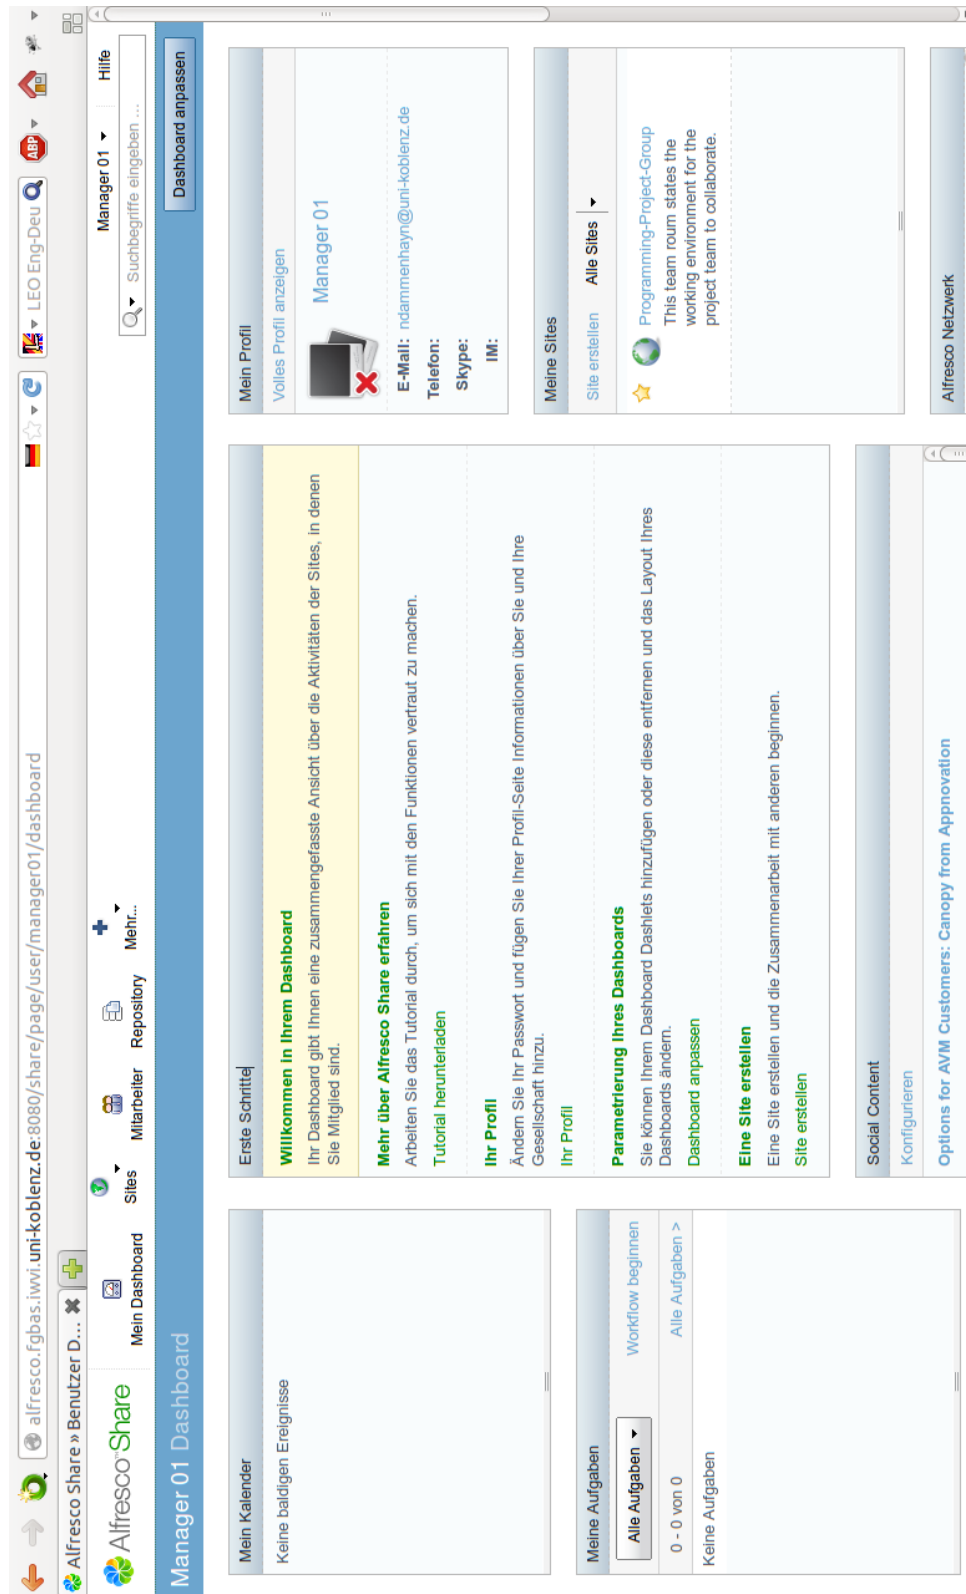 alfresco.fgbas.iwvi.uni-koblenz.de:8080/share/page/user/manager01/dashboard
LEO Eng-Deu
ABP
Alfresco Share » Benutzer D...
Alfresco™Share
Mein Dashboard
Sites
Mitarbeiter
Repository
Mehr...
Manager 01
Hilfe
Suchbegriffe eingeben ...
Manager 01 Dashboard
Dashboard anpassen
Mein Kalender
Keine baldigen Ereignisse
Meine Aufgaben
Alle Aufgaben
Workflow beginnen
0 - 0 von 0
Alle Aufgaben >
Keine Aufgaben
Erste Schritte
Willkommen in Ihrem Dashboard
Ihr Dashboard gibt Ihnen eine zusammengefasste Ansicht über die Aktivitäten der Sites, in denen
Sie Mitglied sind.
Mehr über Alfresco Share erfahren
Arbeiten Sie das Tutorial durch, um sich mit den Funktionen vertraut zu machen.
Tutorial herunterladen
Ihr Profil
Ändern Sie Ihr Passwort und fügen Sie Ihrer Profil-Seite Informationen über Sie und Ihre
Gesellschaft hinzu.
Ihr Profil
Parametrierung Ihres Dashboards
Sie können Ihrem Dashboard Dashlets hinzufügen oder diese entfernen und das Layout Ihres
Dashboards ändern.
Dashboard anpassen
Eine Site erstellen
Eine Site erstellen und die Zusammenarbeit mit anderen beginnen.
Site erstellen
Social Content
Konfigurieren
Options for AVM Customers: Canopy from Appnovation
Mein Profil
Volles Profil anzeigen
Manager 01
E-Mail: ndammenhayn@uni-koblenz.de
Telefon:
Skype:
IM:
Meine Sites
Site erstellen
Alle Sites
Programming-Project-Group
This team roum states the
working environment for the
project team to collaborate.
Alfresco Netzwerk